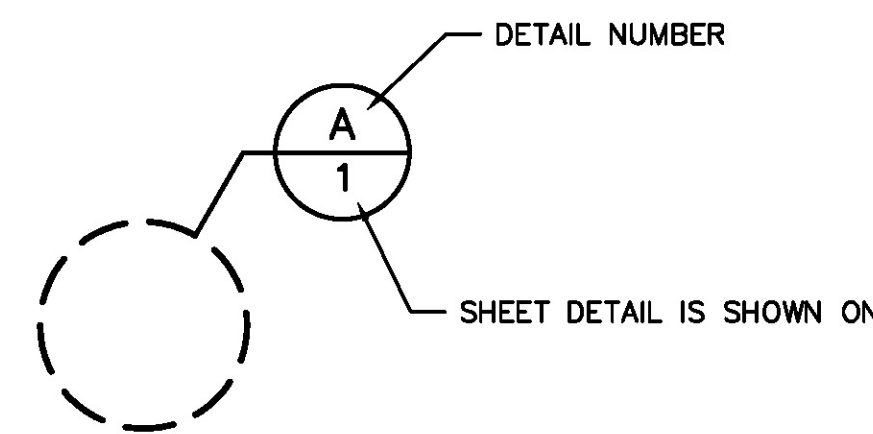 DETAIL NUMBER
A
1
SHEET DETAIL IS SHOWN ON